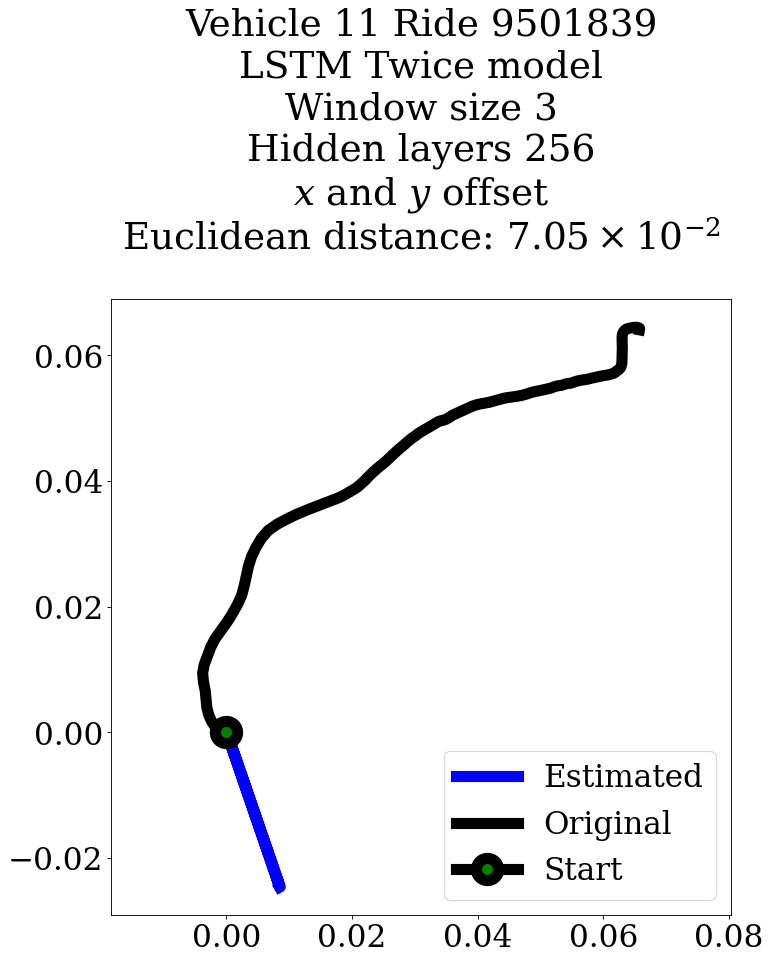 Vehicle 11 Ride 9501839
LSTM Twice model
Window size 3
Hidden layers 256
x and y offset
Euclidean distance: 7.05 × 10⁻²
0.06
0.04
0.02
0.00
−0.02
Estimated
Original
Start
0.00 0.02 0.04 0.06 0.08